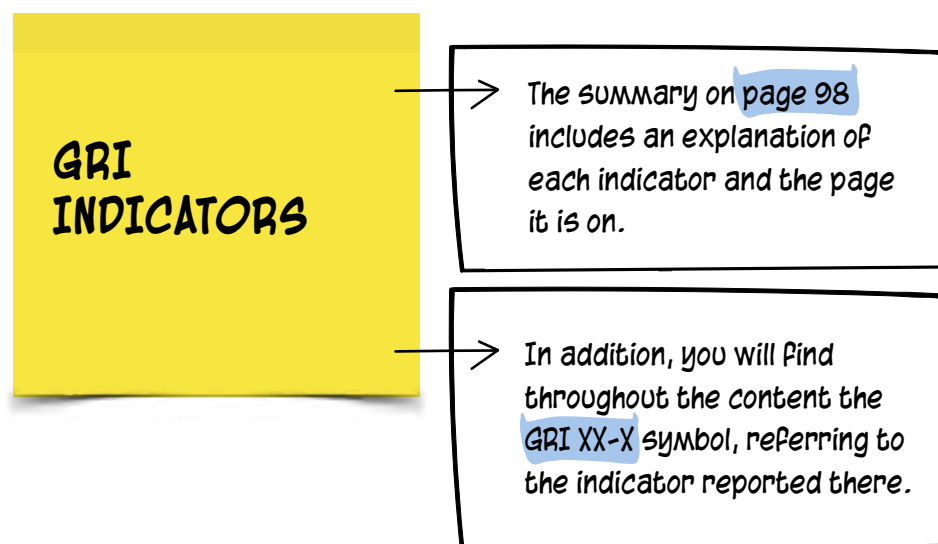 GRI
INDICATORS
The summary on page 98
includes an explanation of
each indicator and the page
it is on.
In addition, you will find
throughout the content the
GRI XX-X symbol, referring to
the indicator reported there.